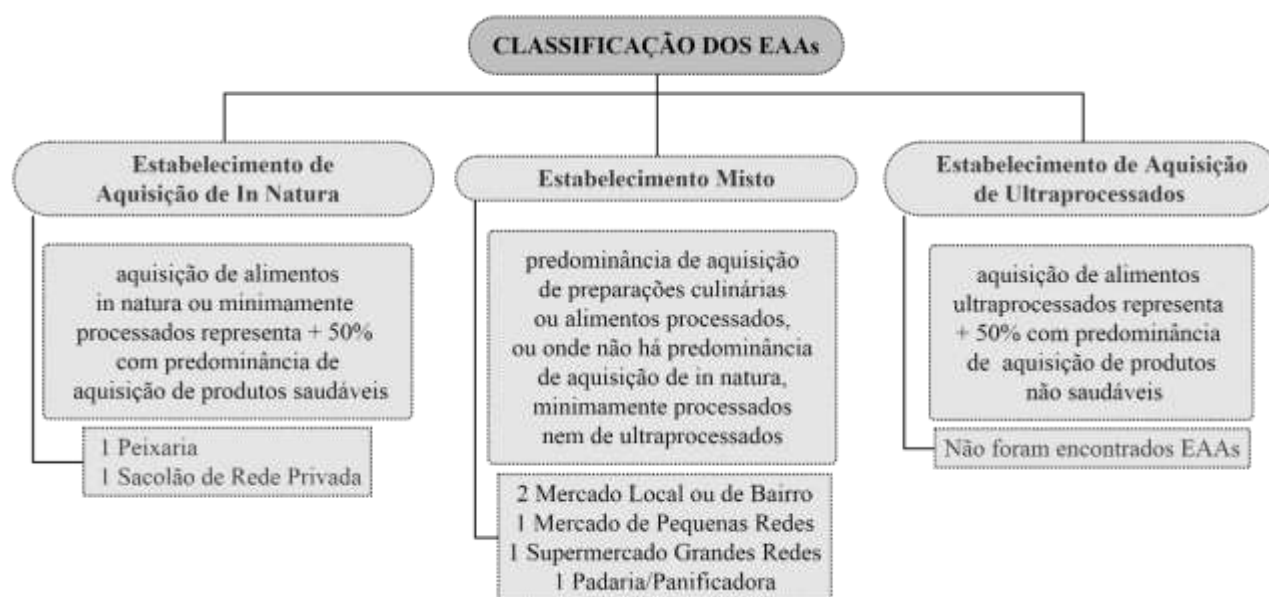 CLASSIFICAÇÃO DOS EAAs
Estabelecimento de
Aquisição de In Natura
aquisição de alimentos
in natura ou minimamente
processados representa + 50%
com predominância de
aquisição de produtos saudáveis
1 Peixaria
1 Sacolão de Rede Privada
Estabelecimento Misto
predominância de aquisição
de preparações culinárias
ou alimentos processados,
ou onde não há predominância
de aquisição de in natura,
minimamente processados
nem de ultraprocessados
2 Mercado Local ou de Bairro
1 Mercado de Pequenas Redes
1 Supermercado Grandes Redes
1 Padaria/Panificadora
Estabelecimento de Aquisição
de Ultraprocessados
aquisição de alimentos
ultraprocessados representa
+ 50% com predominância
de aquisição de produtos
não saudáveis
Não foram encontrados EAAs